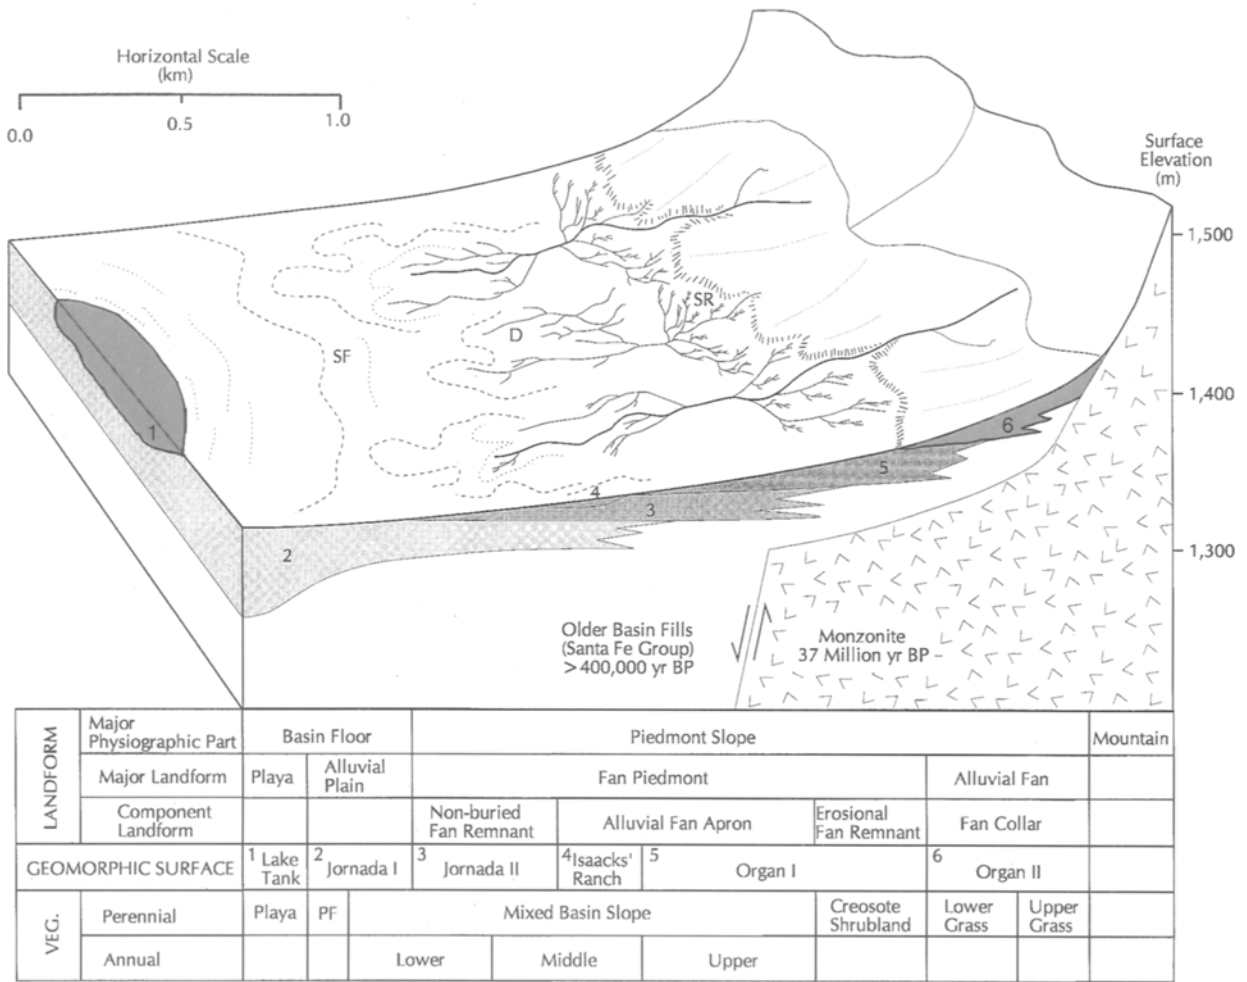 Horizontal Scale
(km)
0.0
0.5
1.0
Surface
Elevation
(m)
1,500
1,400
1,300
SR
D
SF
1
2
3
4
5
6
Older Basin Fills
(Santa Fe Group)
>400,000 yr BP
Monzonite
37 Million yr BP
LANDFORM
Major
Physiographic Part
Basin Floor
Piedmont Slope
Mountain
Major Landform
Playa
Alluvial
Plain
Fan Piedmont
Alluvial Fan
Component
Landform
Non-buried
Fan Remnant
Alluvial Fan Apron
Erosional
Fan Remnant
Fan Collar
GEOMORPHIC SURFACE
1 Lake
Tank
2 Jornada I
3 Jornada II
4 Isaacks'
Ranch
5 Organ I
6 Organ II
VEG.
Perennial
Playa
PF
Mixed Basin Slope
Creosote
Shrubland
Lower
Grass
Upper
Grass
Annual
Lower
Middle
Upper